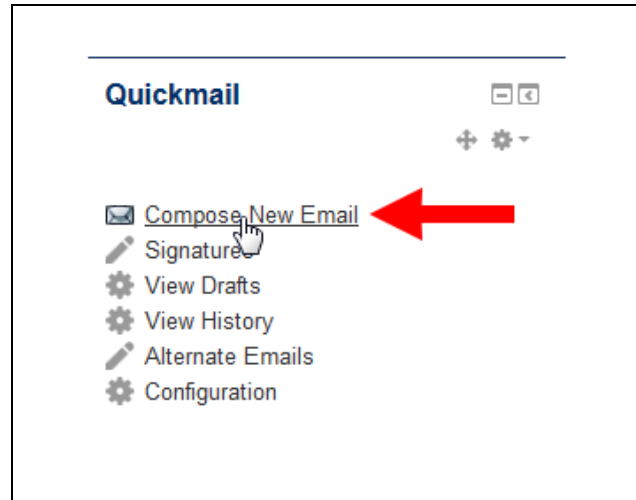 Quickmail
Compose New Email
Signatures
View Drafts
View History
Alternate Emails
Configuration